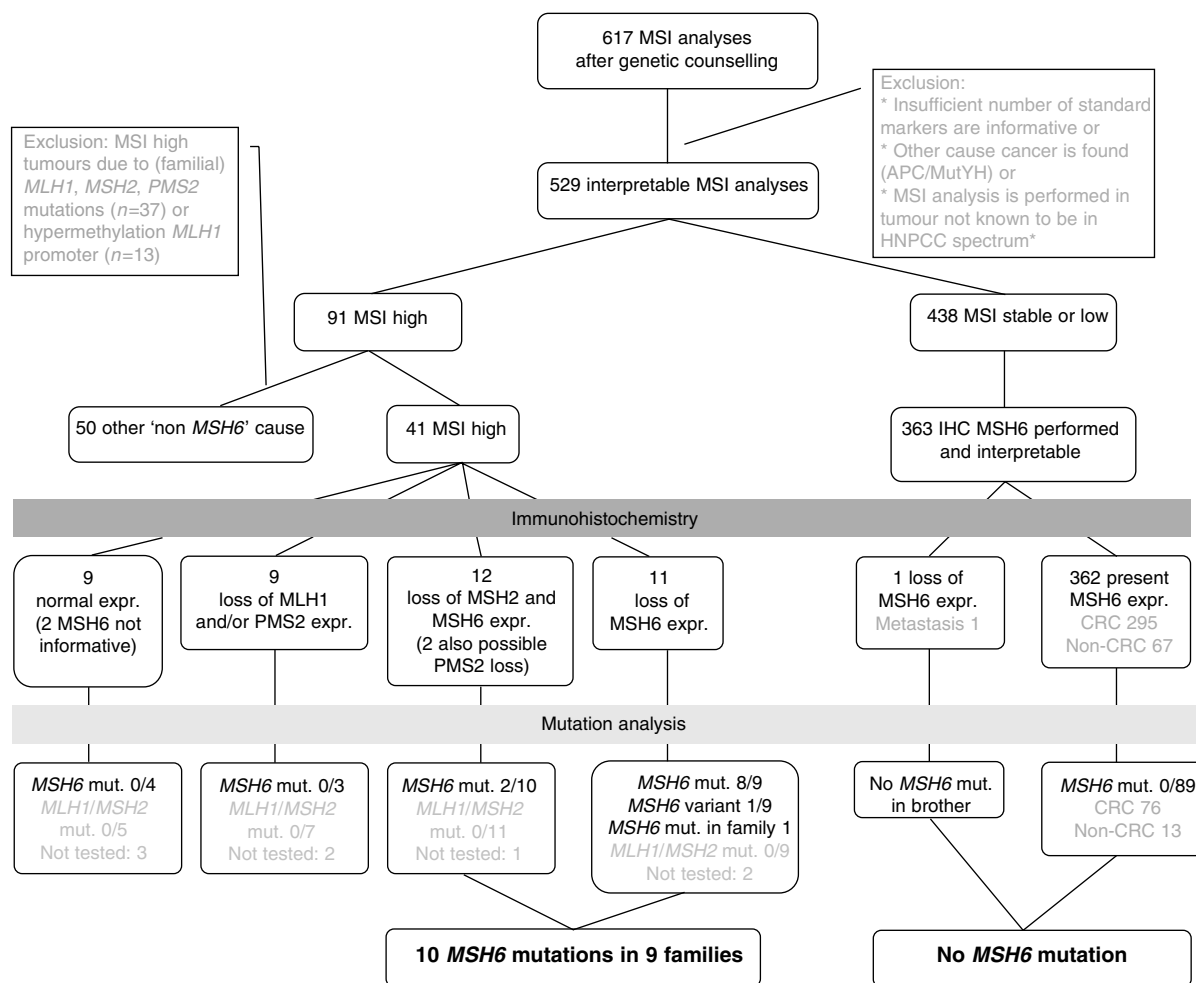 617 MSI analyses
after genetic counselling
Exclusion:
* Insufficient number of standard
markers are informative or
* Other cause cancer is found
(APC/MutYH) or
* MSI analysis is performed in
tumour not known to be in
HNPCC spectrum*
Exclusion: MSI high
tumours due to (familial)
MLH1, MSH2, PMS2
mutations (n=37) or
hypermethylation MLH1
promoter (n=13)
529 interpretable MSI analyses
91 MSI high
438 MSI stable or low
50 other ‘non MSH6’ cause
41 MSI high
363 IHC MSH6 performed
and interpretable
Immunohistochemistry
9
normal expr.
(2 MSH6 not
informative)
9
loss of MLH1
and/or PMS2 expr.
12
loss of MSH2 and
MSH6 expr.
(2 also possible
PMS2 loss)
11
loss of
MSH6 expr.
1 loss of
MSH6 expr.
Metastasis 1
362 present
MSH6 expr.
CRC 295
Non-CRC 67
Mutation analysis
MSH6 mut. 0/4
MLH1/MSH2
mut. 0/5
Not tested: 3
MSH6 mut. 0/3
MLH1/MSH2
mut. 0/7
Not tested: 2
MSH6 mut. 2/10
MLH1/MSH2
mut. 0/11
Not tested: 1
MSH6 mut. 8/9
MSH6 variant 1/9
MSH6 mut. in family 1
MLH1/MSH2 mut. 0/9
Not tested: 2
No MSH6 mut.
in brother
MSH6 mut. 0/89
CRC 76
Non-CRC 13
10 MSH6 mutations in 9 families
No MSH6 mutation